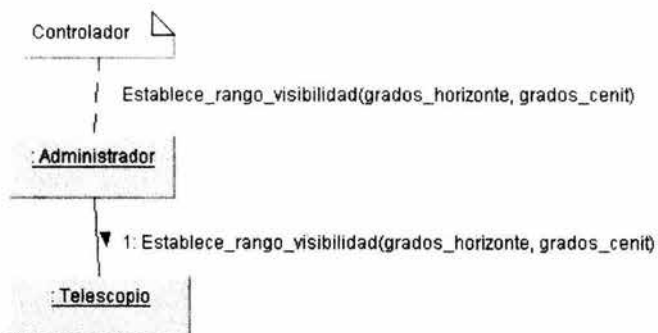 Controlador
Establece_rango_visibilidad(grados_horizonte, grados_cenit)
: Administrador
1: Establece_rango_visibilidad(grados_horizonte, grados_cenit)
: Telescopio